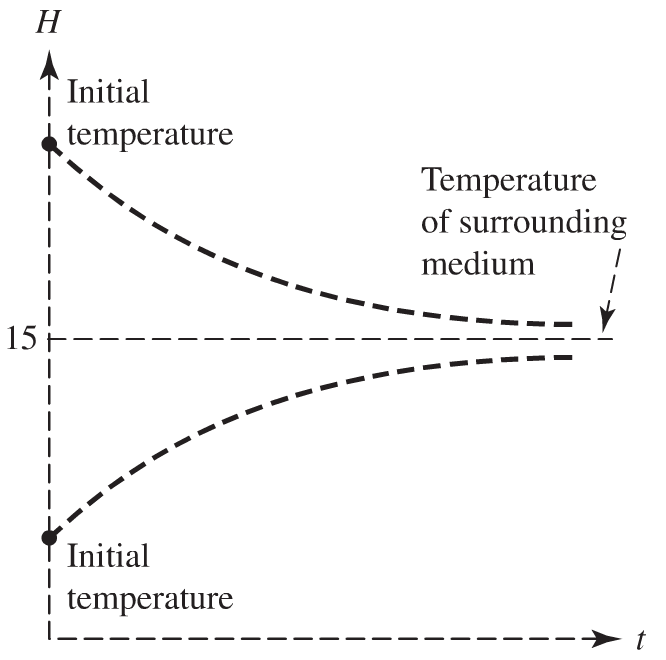 H
Initial
temperature
Temperature
of surrounding
medium
15
Initial
temperature
t